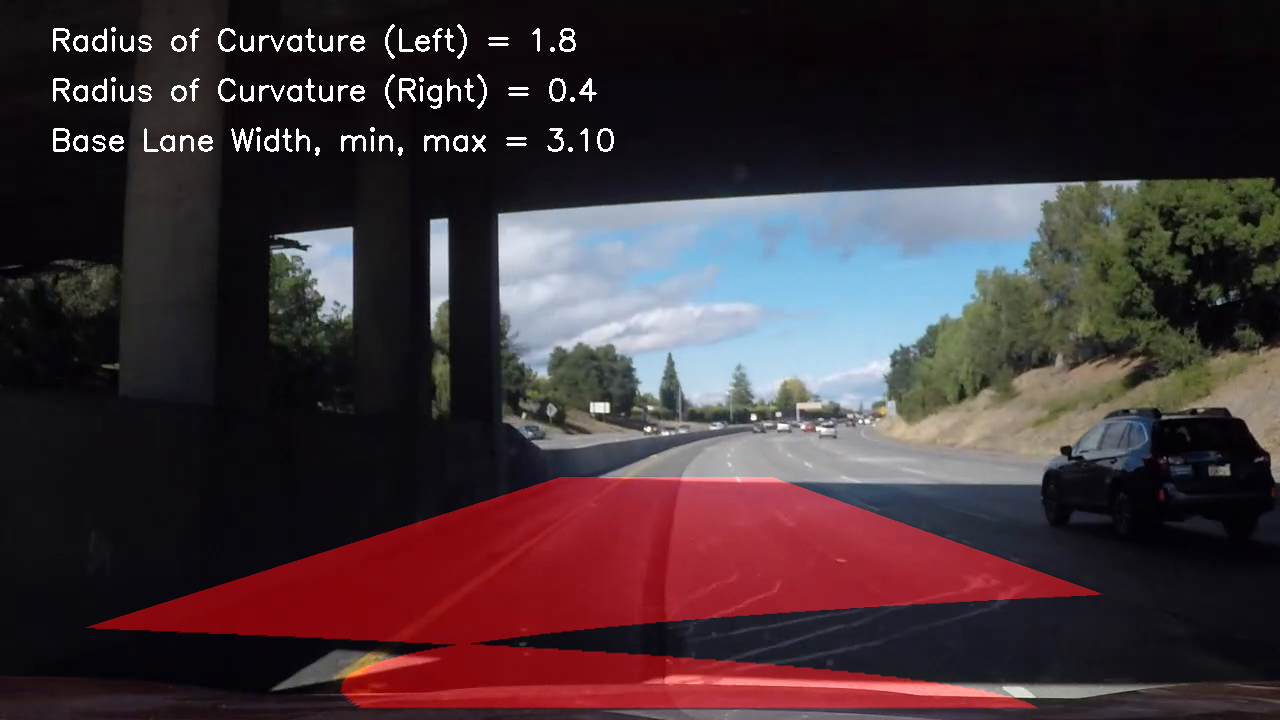 Radius of Curvature (Left) = 1.8
Radius of Curvature (Right) = 0.4
Base Lane Width, min, max = 3.10